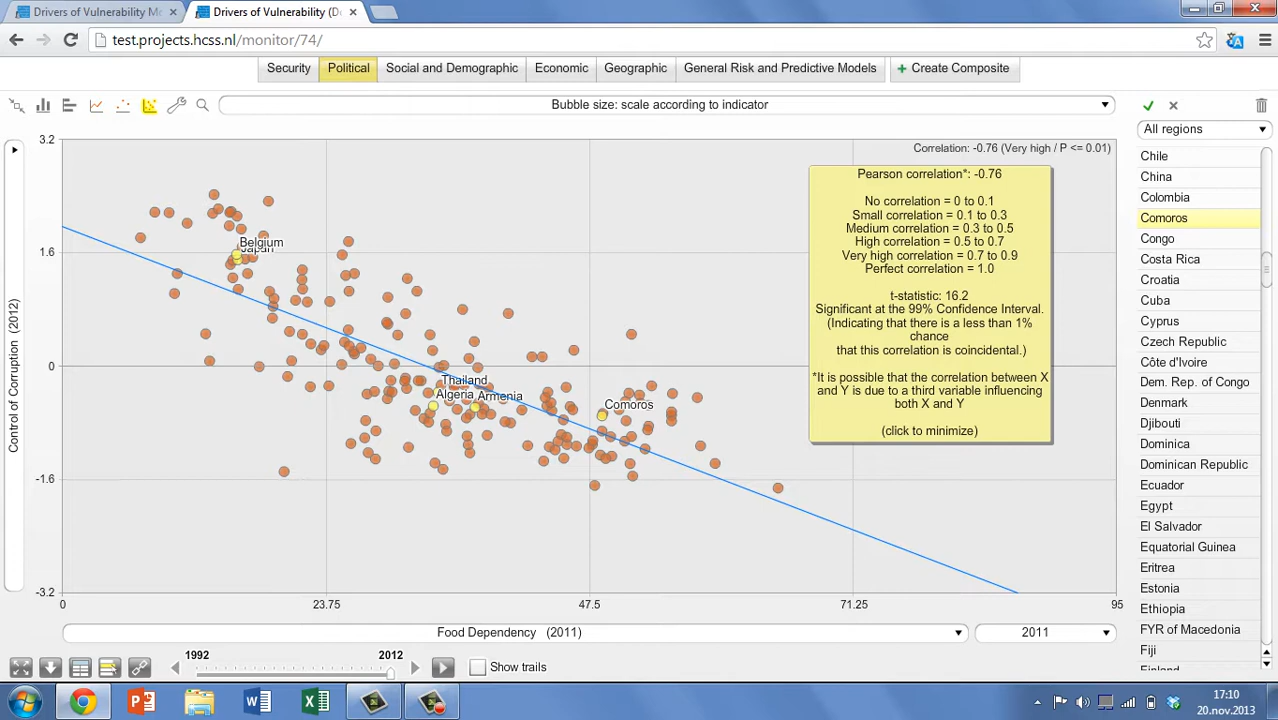 Drivers of Vulnerability Mo
Drivers of Vulnerability (Do
test.projects.hcss.nl/monitor/74/
Security
Political
Social and Demographic
Economic
Geographic
General Risk and Predictive Models
+ Create Composite
Bubble size: scale according to indicator
All regions
3.2
1.6
0
-1.6
-3.2
Control of Corruption (2012)
Correlation: -0.76 (Very high / P <= 0.01)
Pearson correlation*: -0.76
No correlation = 0 to 0.1
Small correlation = 0.1 to 0.3
Medium correlation = 0.3 to 0.5
High correlation = 0.5 to 0.7
Very high correlation = 0.7 to 0.9
Perfect correlation = 1.0
t-statistic: 16.2
Significant at the 99% Confidence Interval.
(Indicating that there is a less than 1%
chance
that this correlation is coincidental.)
*It is possible that the correlation between X
and Y is due to a third variable influencing
both X and Y
(click to minimize)
Belgium
Japan
Thailand
Algeria
Armenia
Comoros
0
23.75
47.5
71.25
95
Food Dependency (2011)
2011
1992
2012
Show trails
Chile
China
Colombia
Comoros
Congo
Costa Rica
Croatia
Cuba
Cyprus
Czech Republic
Côte d'Ivoire
Dem. Rep. of Congo
Denmark
Djibouti
Dominica
Dominican Republic
Ecuador
Egypt
El Salvador
Equatorial Guinea
Eritrea
Estonia
Ethiopia
FYR of Macedonia
Fiji
Finland
17:10
20.nov.2013